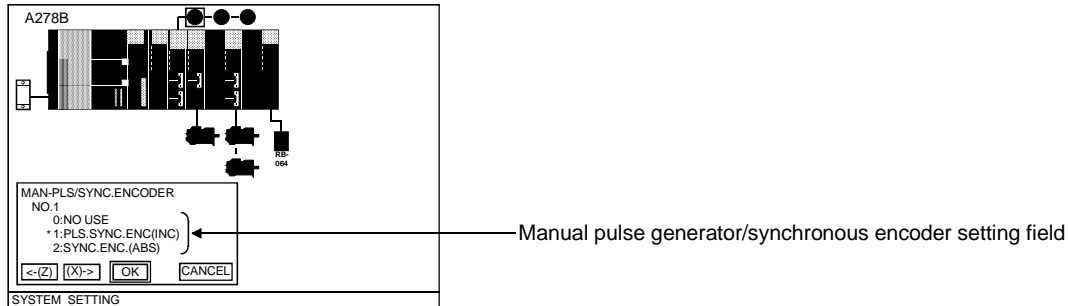 A278B
RB-
064
MAN-PLS/SYNC.ENCODER
NO.1
0:NO USE
*1:PLS.SYNC.ENC(INC)
2:SYNC.ENC.(ABS)
Manual pulse generator/synchronous encoder setting field
<-(Z) (X)-> OK CANCEL
SYSTEM SETTING